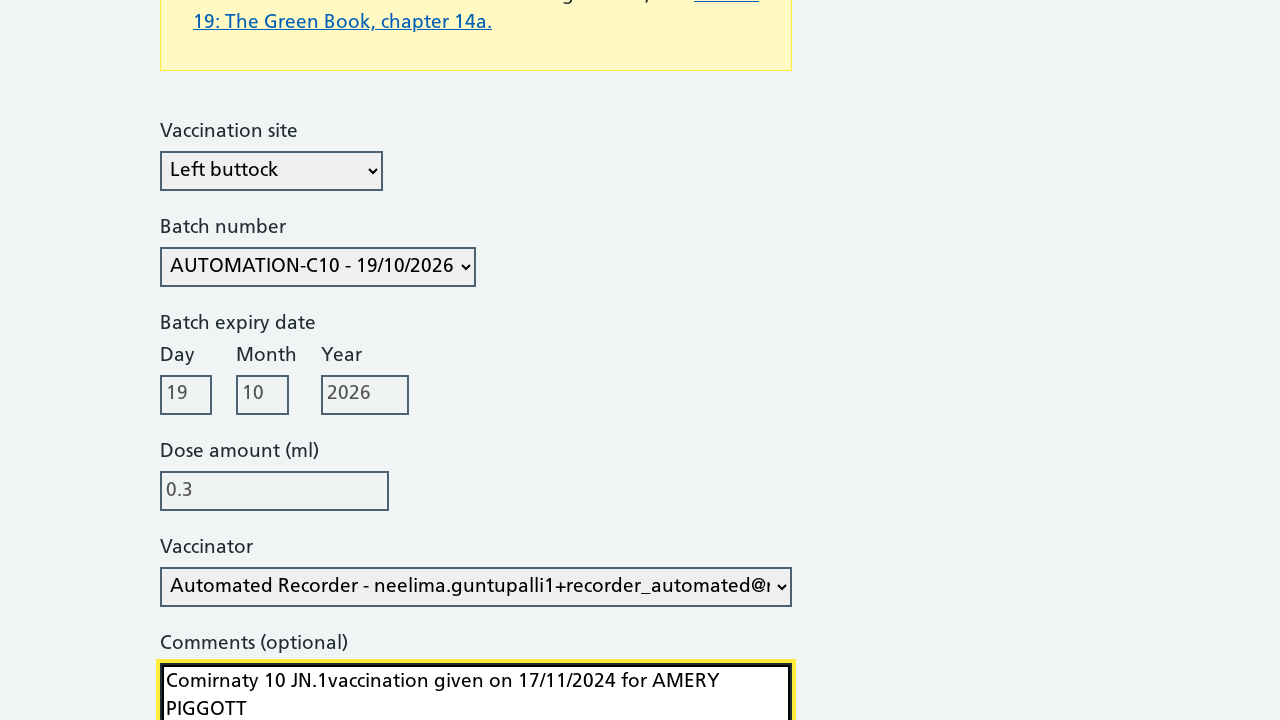 19: The Green Book, chapter 14a.
Vaccination site
Left buttock
Batch number
AUTOMATION-C10 - 19/10/2026
Batch expiry date
Day Month Year
19 10 2026
Dose amount (ml)
0.3
Vaccinator
Automated Recorder - neelima.guntupalli1+recorder_automated@
Comments (optional)
Comirnaty 10 JN.1vaccination given on 17/11/2024 for AMERY
PIGGOTT